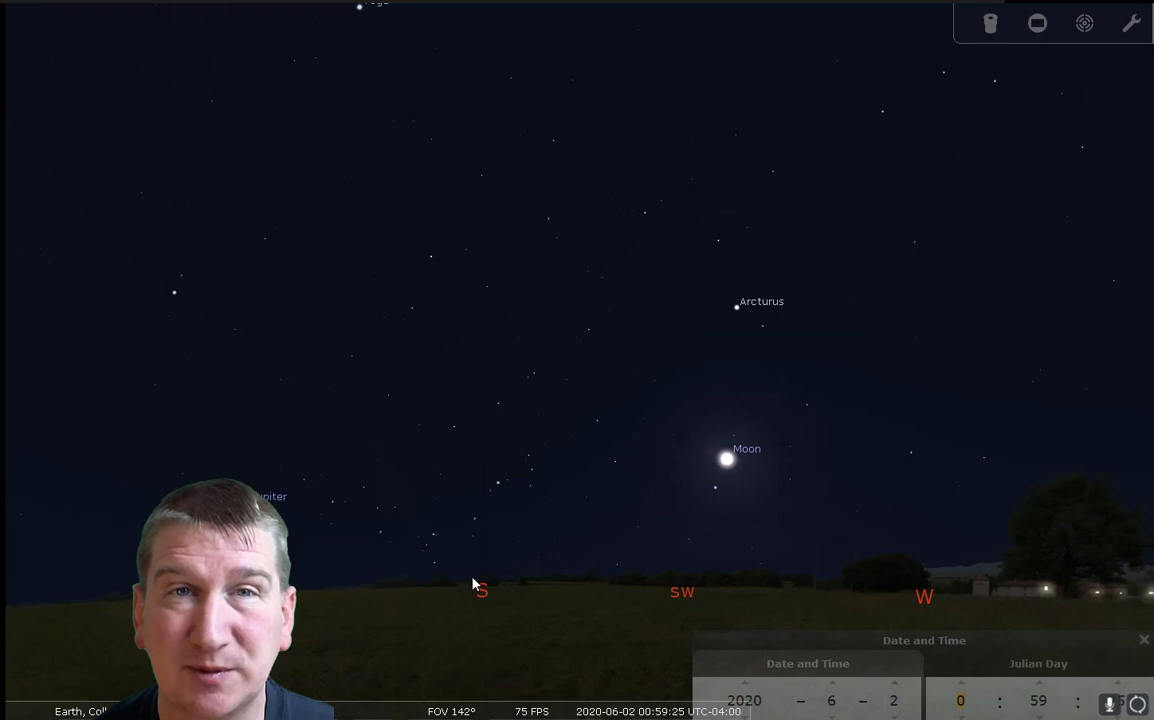 Arcturus
Moon
S
SW
W
Date and Time
Date and Time
Julian Day
2020 – 6 – 2
0 : 59 :
Earth,
FOV 142°
75 FPS
2020-06-02 00:59:25 UTC-04:00